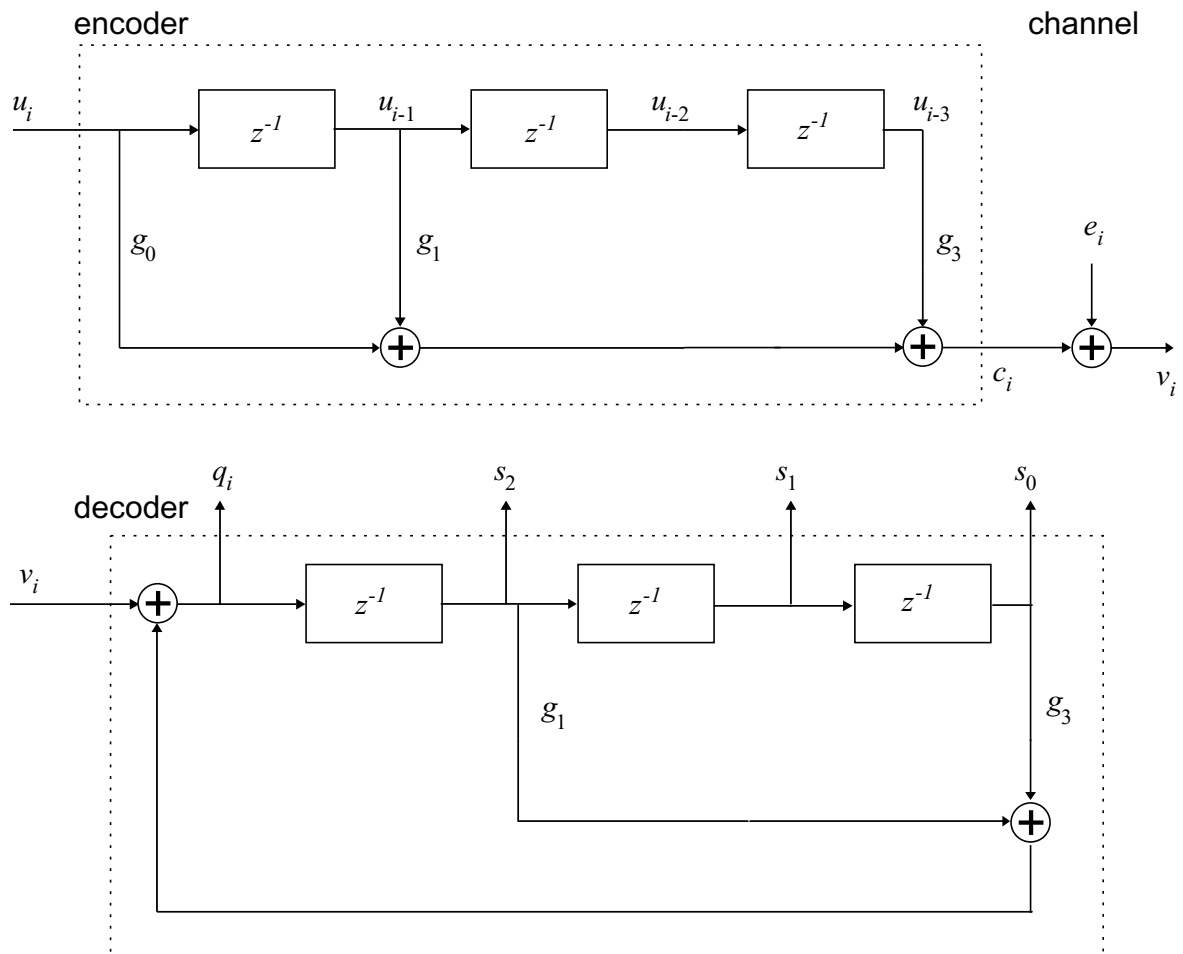 encoder
channel
u_i
z^-1
u_i-1
z^-1
u_i-2
z^-1
u_i-3
g_0
g_1
g_3
e_i
+
+
+
c_i
v_i
q_i
s_2
s_1
s_0
decoder
v_i
+
z^-1
z^-1
z^-1
g_1
g_3
+